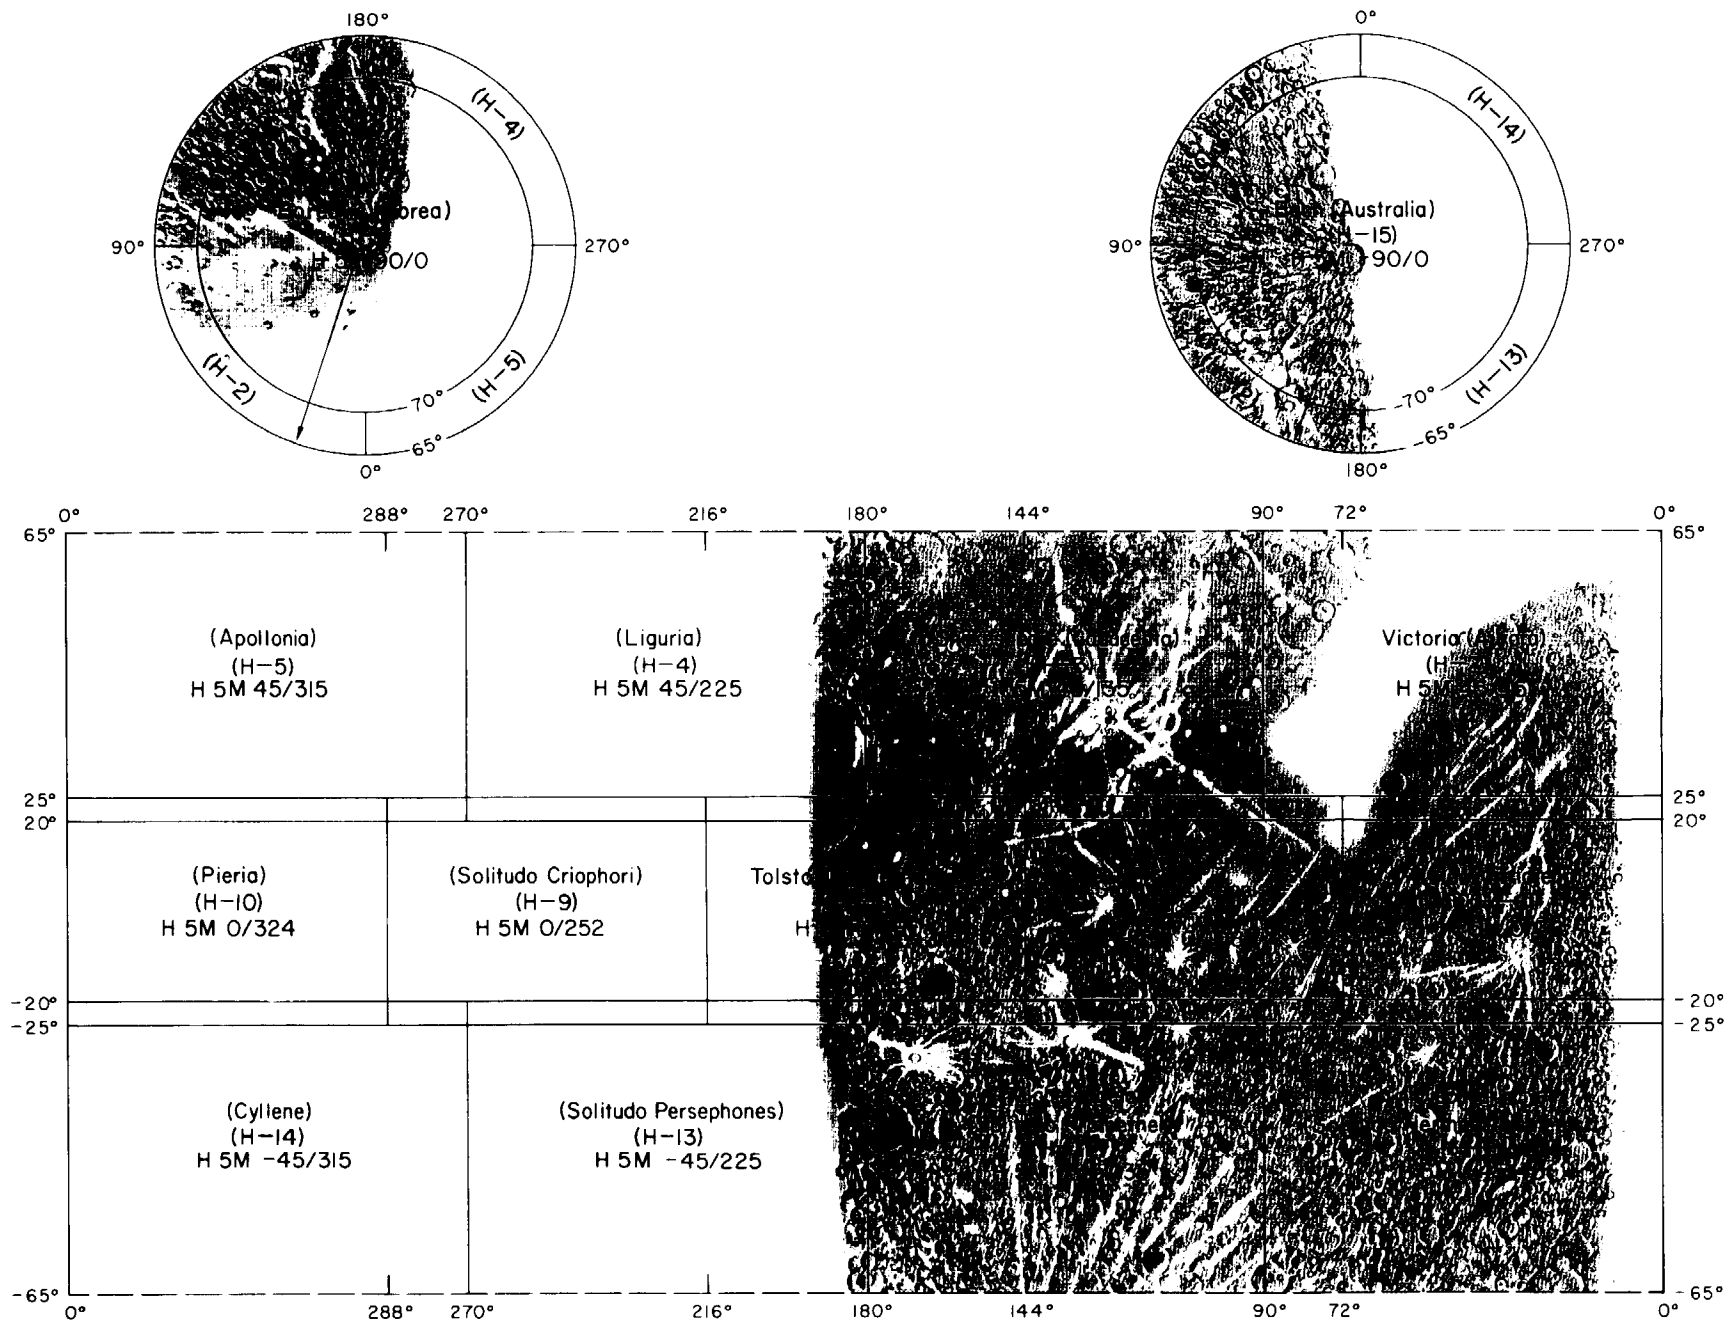 180°
(H-4)
orea)
90°
270°
90/0
(H-2)
(H-5)
70°
65°
0°
0°
(H-14)
(Australia)
H-15)
90°
270°
90/0
(H-13)
-70°
-65°
180°
0° 288° 270° 216° 180° 144° 90° 72° 0°
65° 65°
(Apollonia)
(H-5)
H 5M 45/315
(Liguria)
(H-4)
H 5M 45/225
Victoria
(H-
H 5M
25° 25°
20° 20°
(Pieria)
(H-10)
H 5M 0/324
(Solitudo Criophori)
(H-9)
H 5M 0/252
Tolsto
H
-20° -20°
-25° -25°
(Cyllene)
(H-14)
H 5M -45/315
(Solitudo Persephones)
(H-13)
H 5M -45/225
-65° -65°
0° 288° 270° 216° 180° 144° 90° 72° 0°